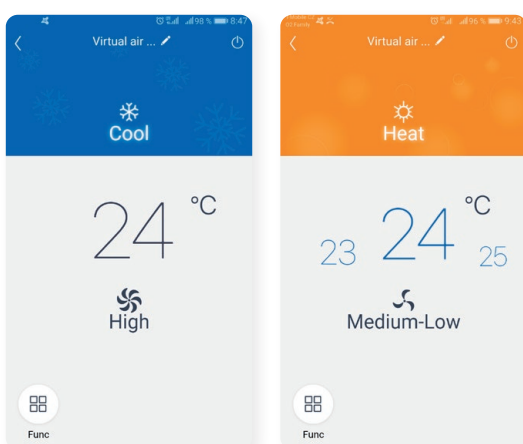 98 % 8:47
Virtual air ...
Cool
24 °C
High
Func
96 % 9:43
Virtual air ...
Heat
23 24 °C 25
Medium-Low
Func